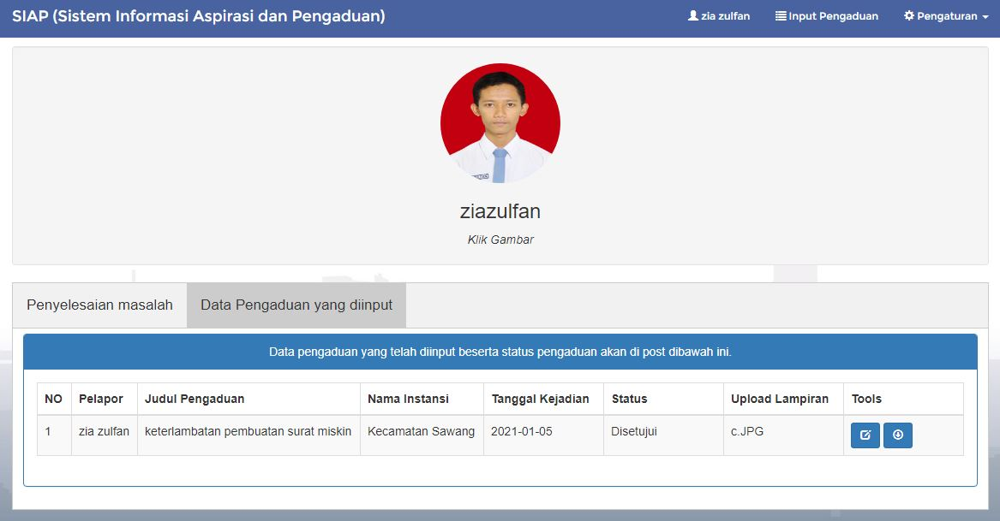 SIAP (Sistem Informasi Aspirasi dan Pengaduan) zia zulfan Input Pengaduan Pengaturan
ziazulfan
Klik Gambar
Penyelesaian masalah Data Pengaduan yang diinput
Data pengaduan yang telah diinput beserta status pengaduan akan di post dibawah ini.
NO Pelapor Judul Pengaduan Nama Instansi Tanggal Kejadian Status Upload Lampiran Tools
1 zia zulfan keterlambatan pembuatan surat miskin Kecamatan Sawang 2021-01-05 Disetujui c.JPG